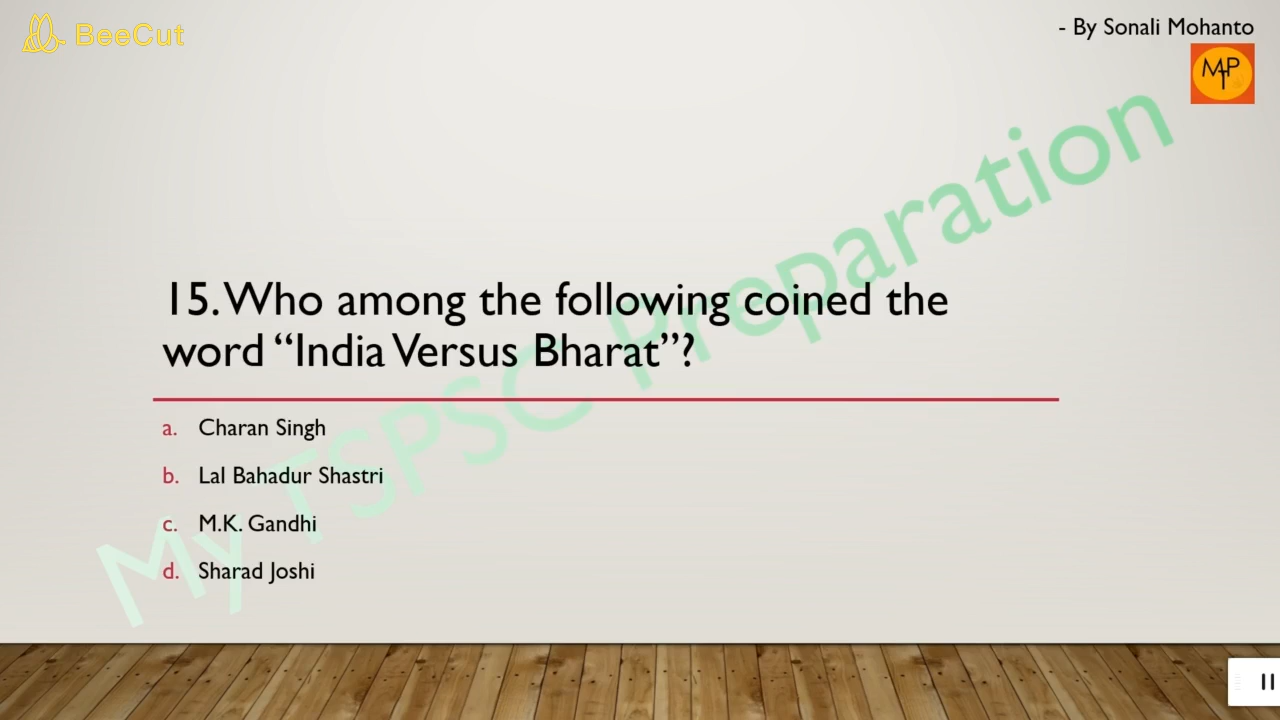 BeeCut
- By Sonali Mohanto
MTP
15. Who among the following coined the
word “India Versus Bharat”?
a. Charan Singh
b. Lal Bahadur Shastri
c. M.K. Gandhi
d. Sharad Joshi
My TSPSC Preparation